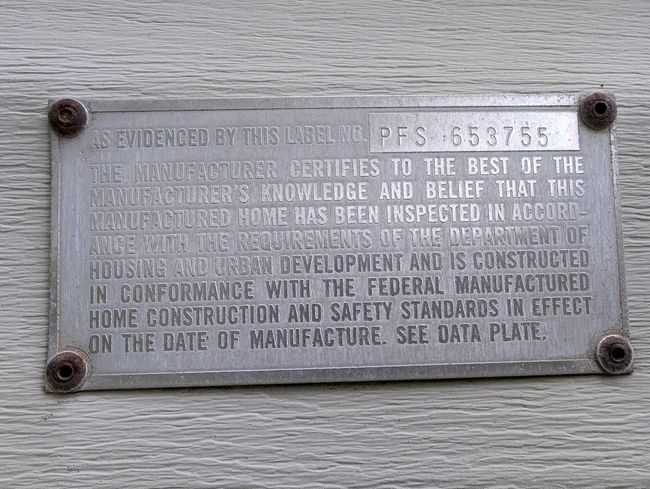 AS EVIDENCED BY THIS LABEL NO. PFS 653755
THE MANUFACTURER CERTIFIES TO THE BEST OF THE
MANUFACTURER'S KNOWLEDGE AND BELIEF THAT THIS
MANUFACTURED HOME HAS BEEN INSPECTED IN ACCORD-
ANCE WITH THE REQUIREMENTS OF THE DEPARTMENT OF
HOUSING AND URBAN DEVELOPMENT AND IS CONSTRUCTED
IN CONFORMANCE WITH THE FEDERAL MANUFACTURED
HOME CONSTRUCTION AND SAFETY STANDARDS IN EFFECT
ON THE DATE OF MANUFACTURE. SEE DATA PLATE.